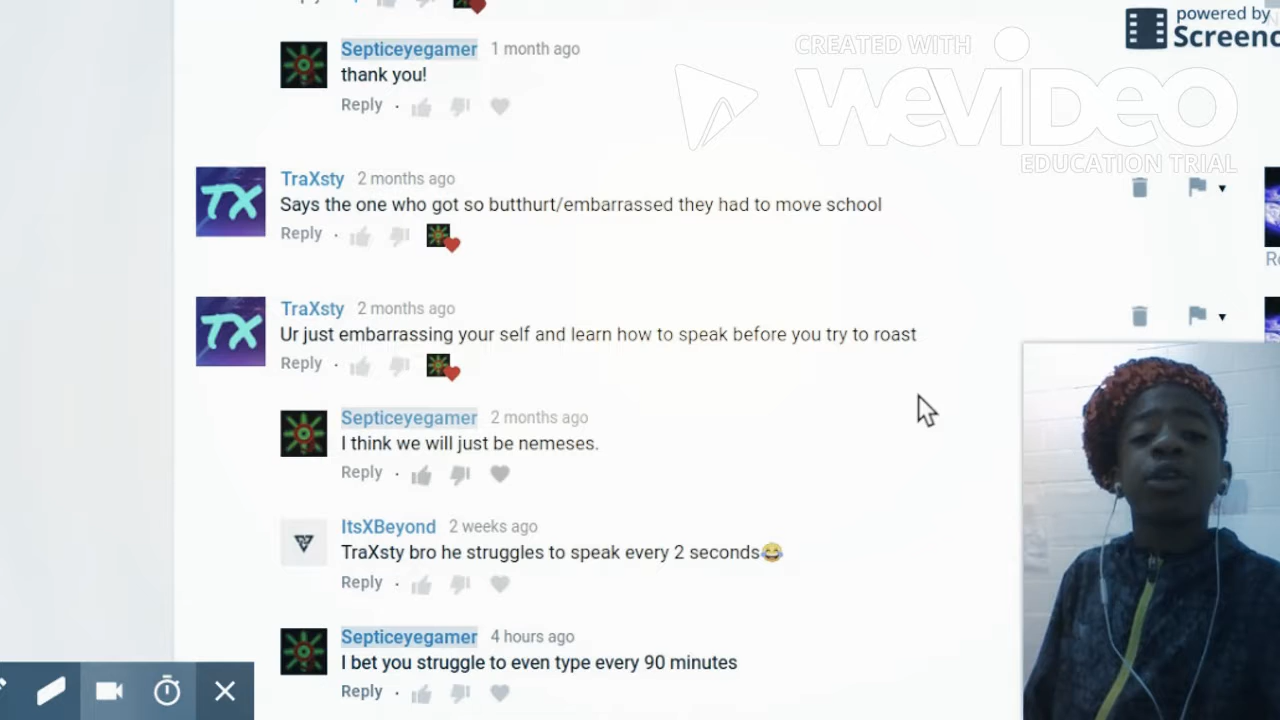 powered by
Screenc
CREATED WITH
WEVIDEO
EDUCATION TRIAL
Septiceyegamer 1 month ago
thank you!
Reply
TraXsty 2 months ago
Says the one who got so butthurt/embarrassed they had to move school
Reply
TX
TraXsty 2 months ago
Ur just embarrassing your self and learn how to speak before you try to roast
Reply
TX
Septiceyegamer 2 months ago
I think we will just be nemeses.
Reply
ItsXBeyond 2 weeks ago
TraXsty bro he struggles to speak every 2 seconds😂
Reply
Septiceyegamer 4 hours ago
I bet you struggle to even type every 90 minutes
Reply